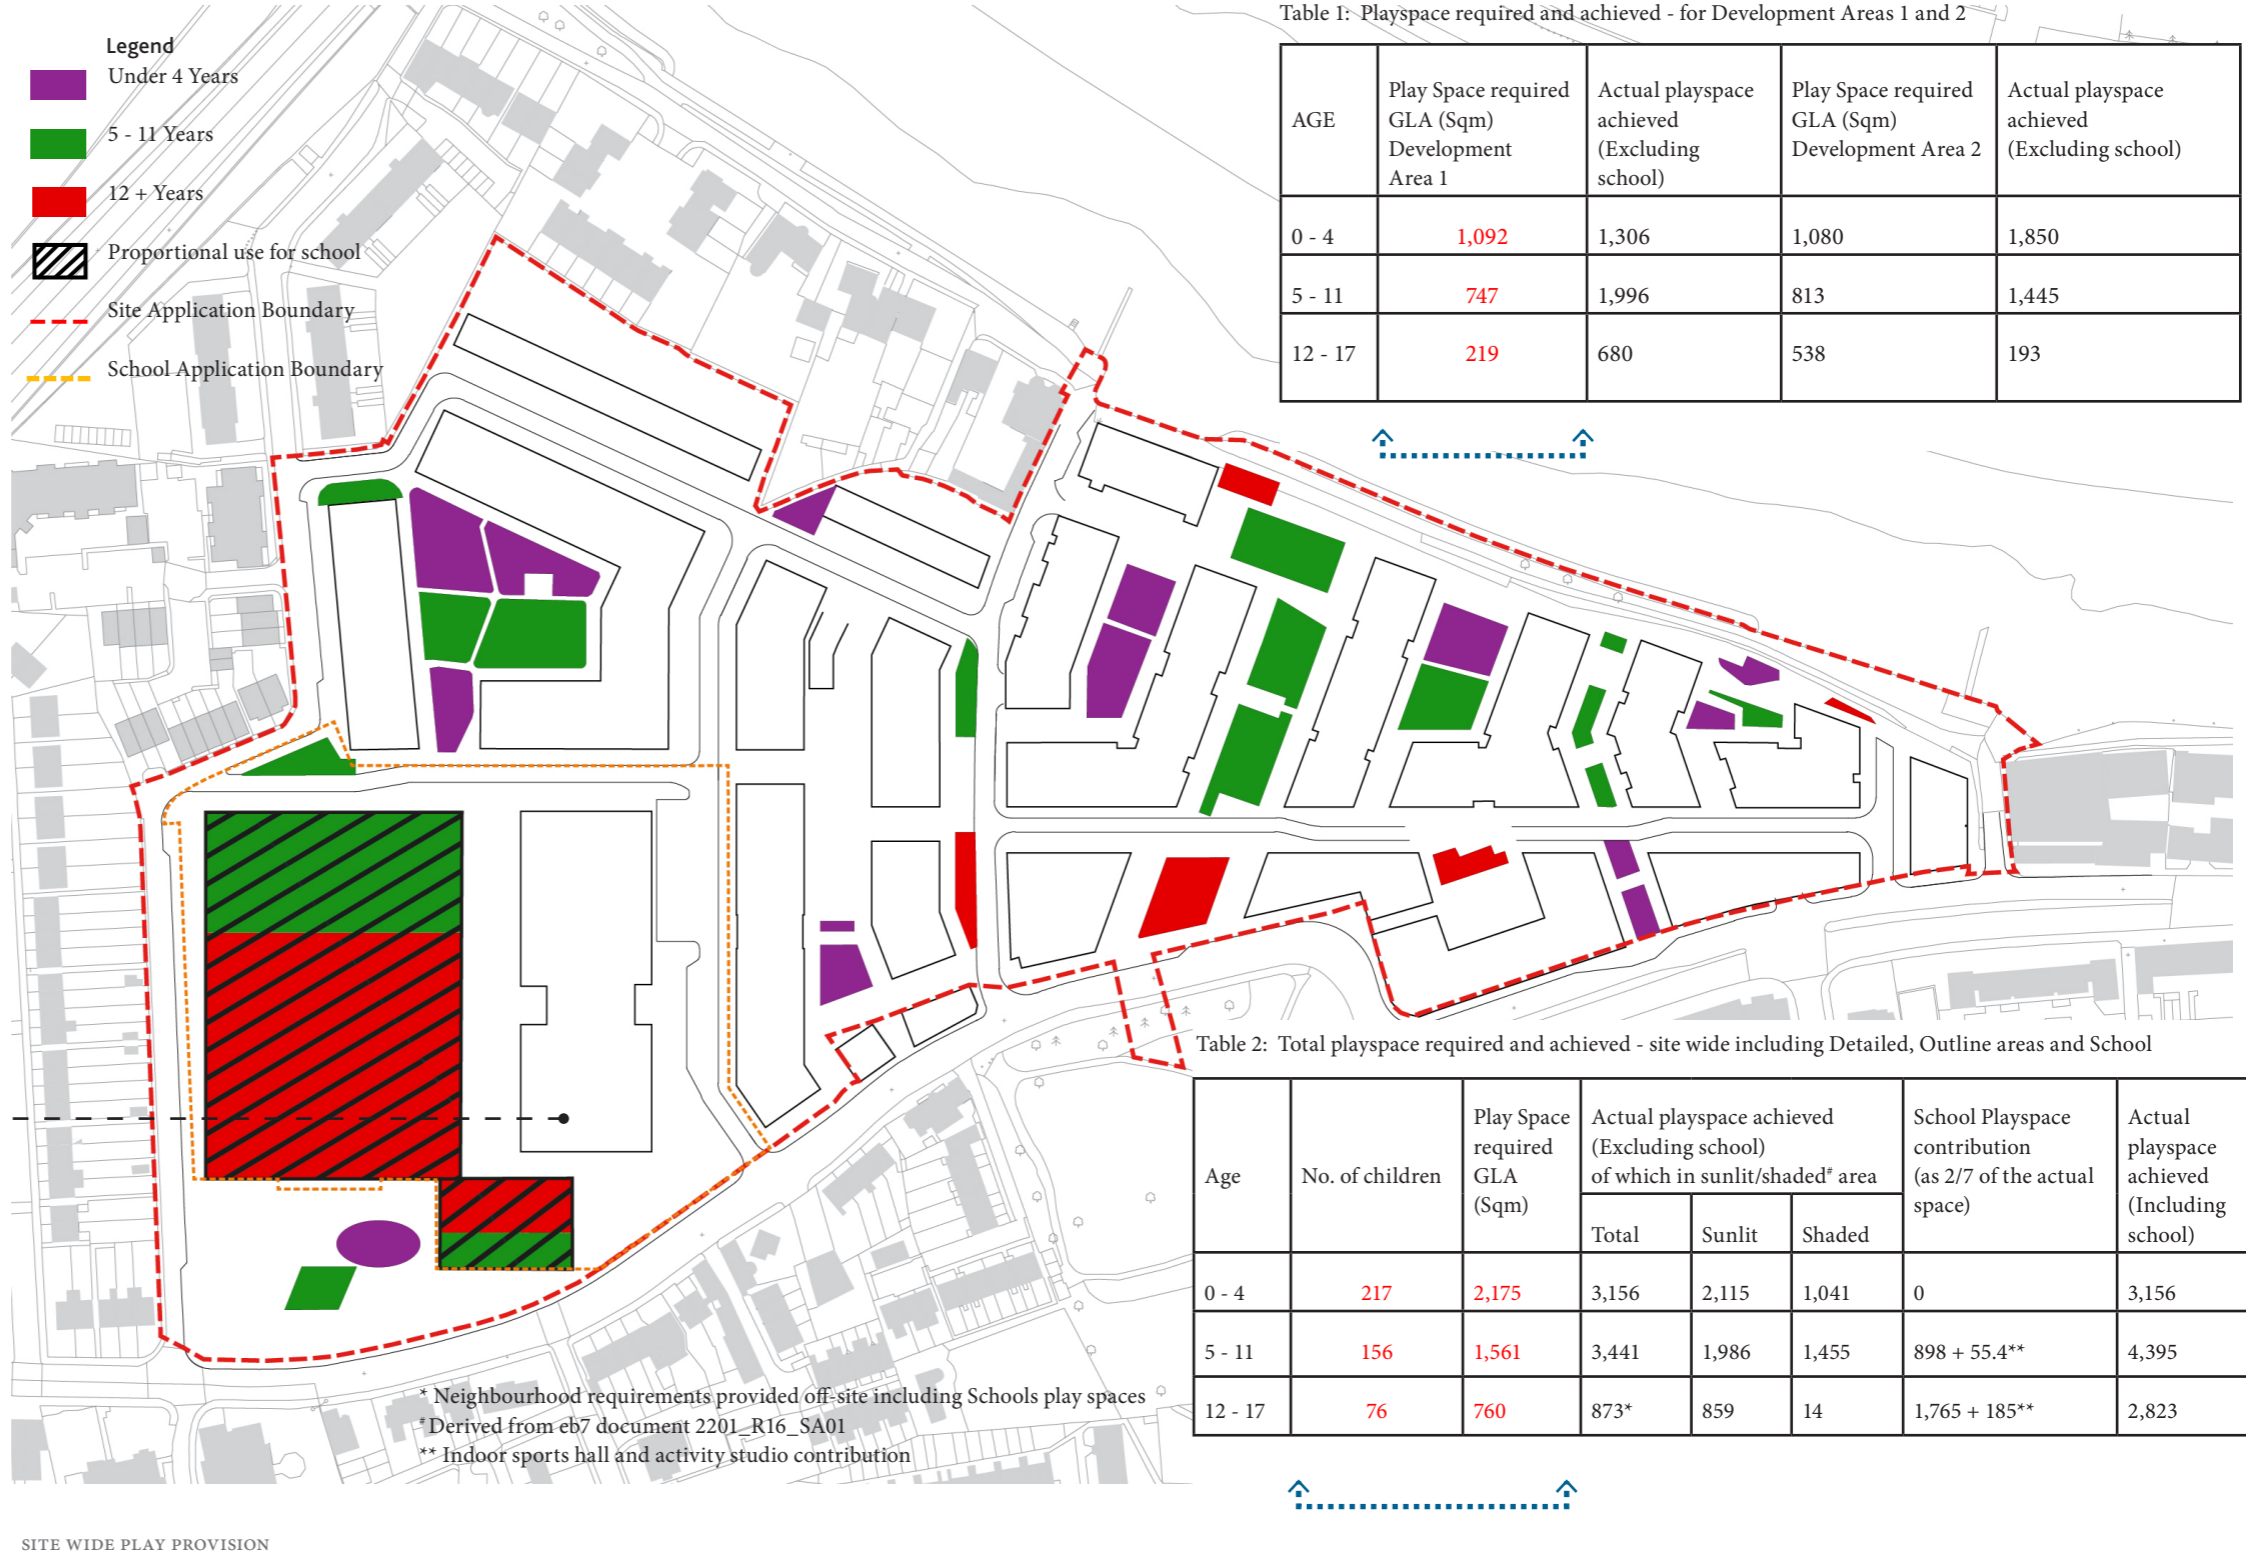 Legend
Under 4 Years
5 - 11 Years
12 + Years
Proportional use for school
Site Application Boundary
School Application Boundary
Table 1: Playspace required and achieved - for Development Areas 1 and 2
AGE
Play Space required
GLA (Sqm)
Development
Area 1
Actual playspace
achieved
(Excluding
school)
Play Space required
GLA (Sqm)
Development Area 2
Actual playspace
achieved
(Excluding school)
0 - 4 1,092 1,306 1,080 1,850
5 - 11 747 1,996 813 1,445
12 - 17 219 680 538 193
Table 2: Total playspace required and achieved - site wide including Detailed, Outline areas and School
Age
No. of children
Play Space
required
GLA
(Sqm)
Actual playspace achieved
(Excluding school)
of which in sunlit/shaded# area
Total Sunlit Shaded
School Playspace
contribution
(as 2/7 of the actual
space)
Actual
playspace
achieved
(Including
school)
0 - 4 217 2,175 3,156 2,115 1,041 0 3,156
5 - 11 156 1,561 3,441 1,986 1,455 898 + 55.4** 4,395
12 - 17 76 760 873* 859 14 1,765 + 185** 2,823
* Neighbourhood requirements provided off-site including Schools play spaces
# Derived from eb7 document 2201_R16_SA01
** Indoor sports hall and activity studio contribution
SITE WIDE PLAY PROVISION